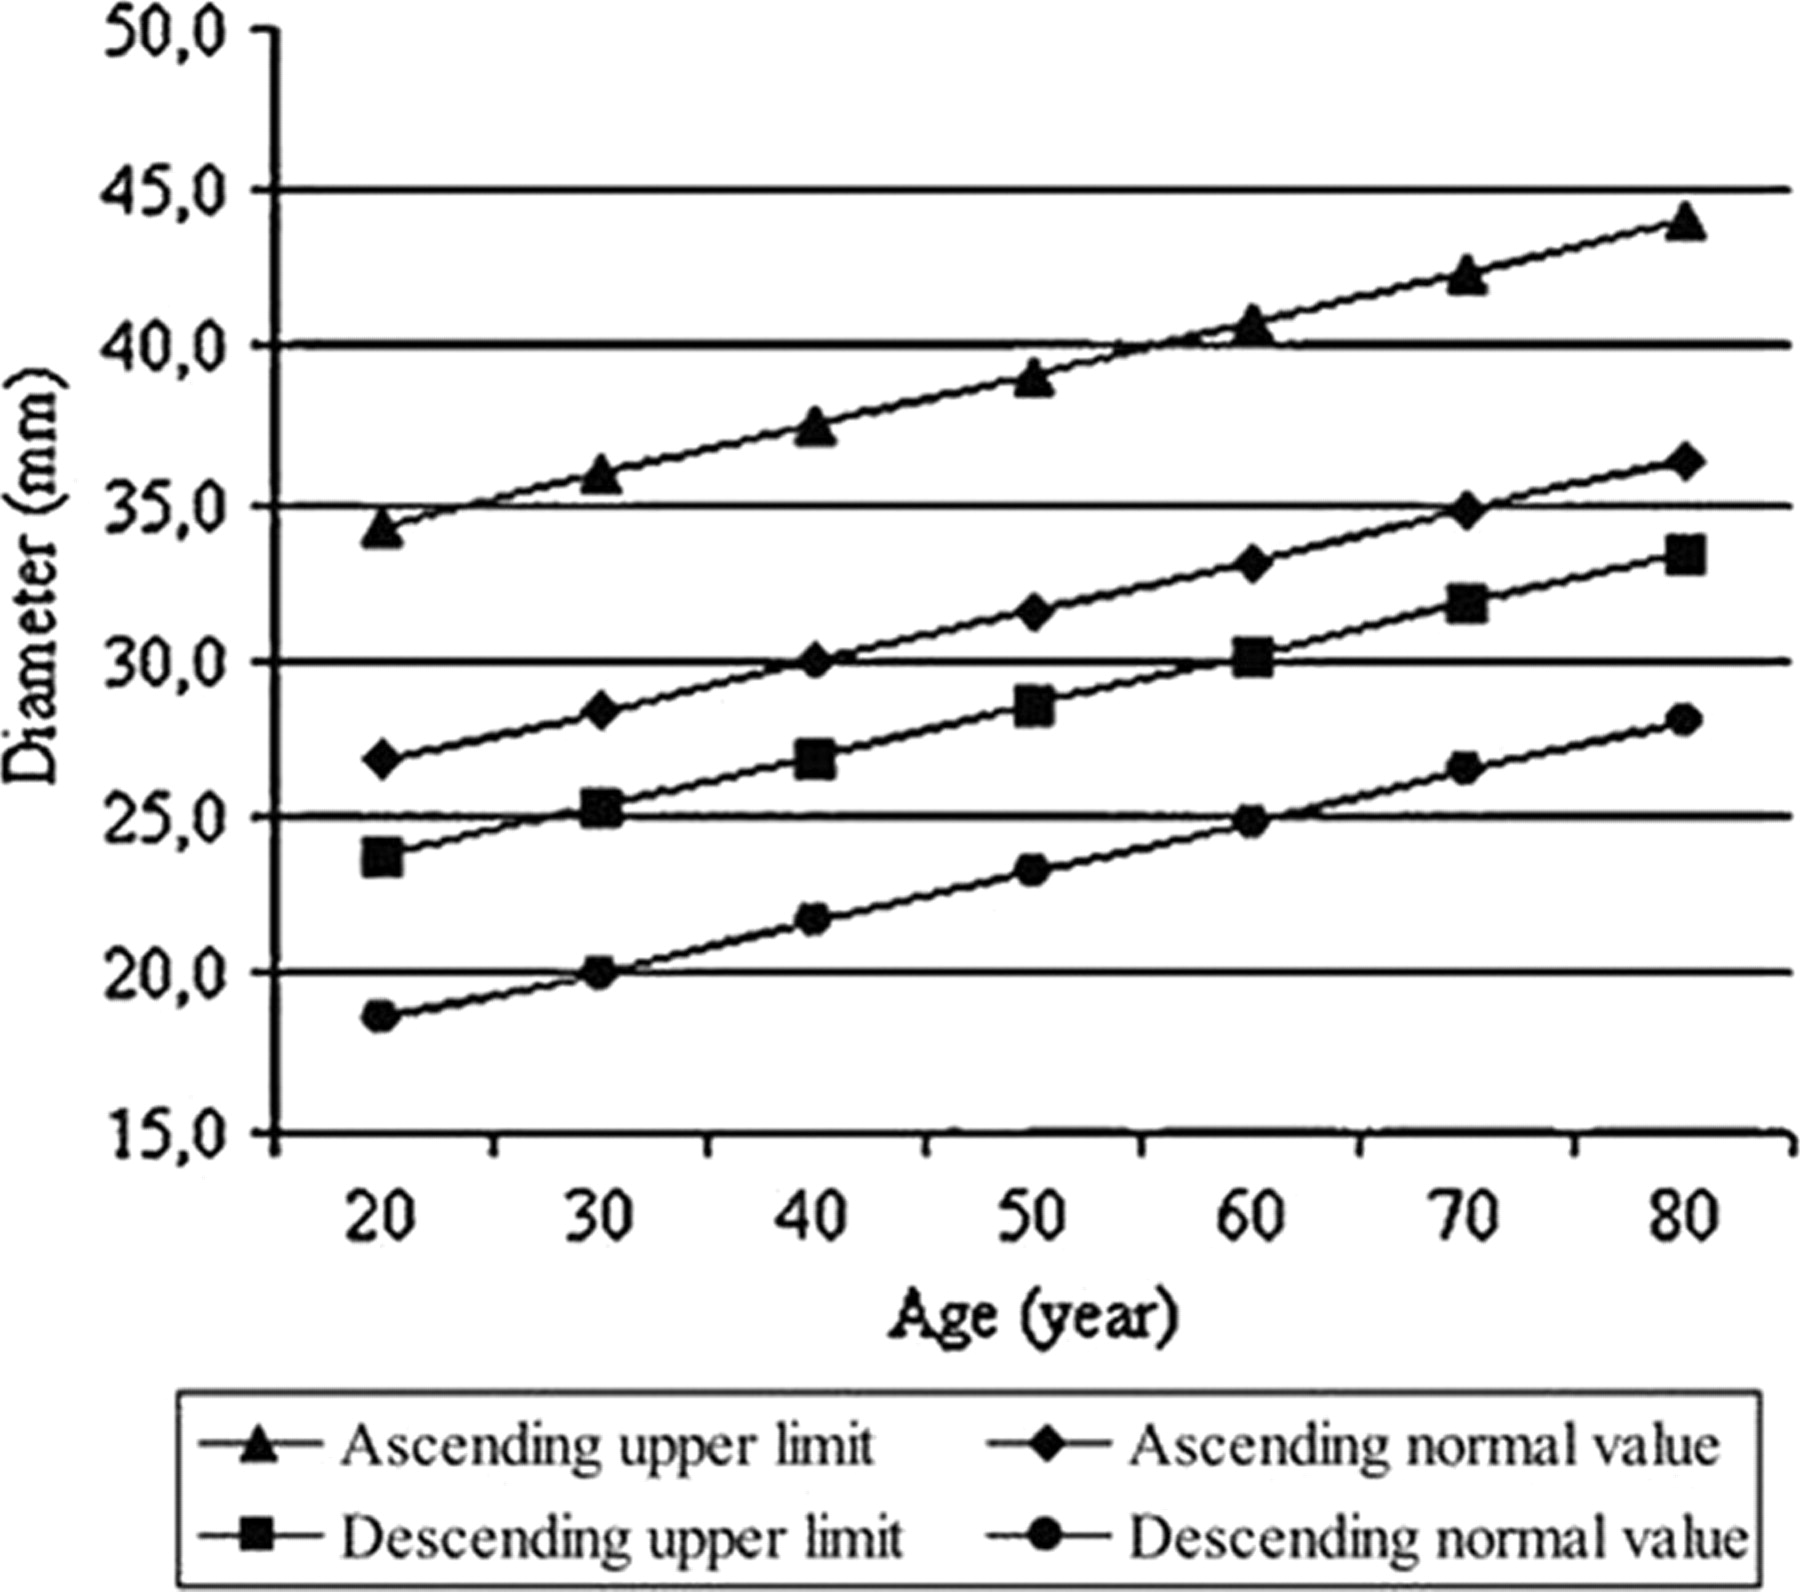 50,0
45,0
40,0
35,0
30,0
25,0
20,0
15,0
Diameter (mm)
20 30 40 50 60 70 80
Age (year)
Ascending upper limit Ascending normal value
Descending upper limit Descending normal value